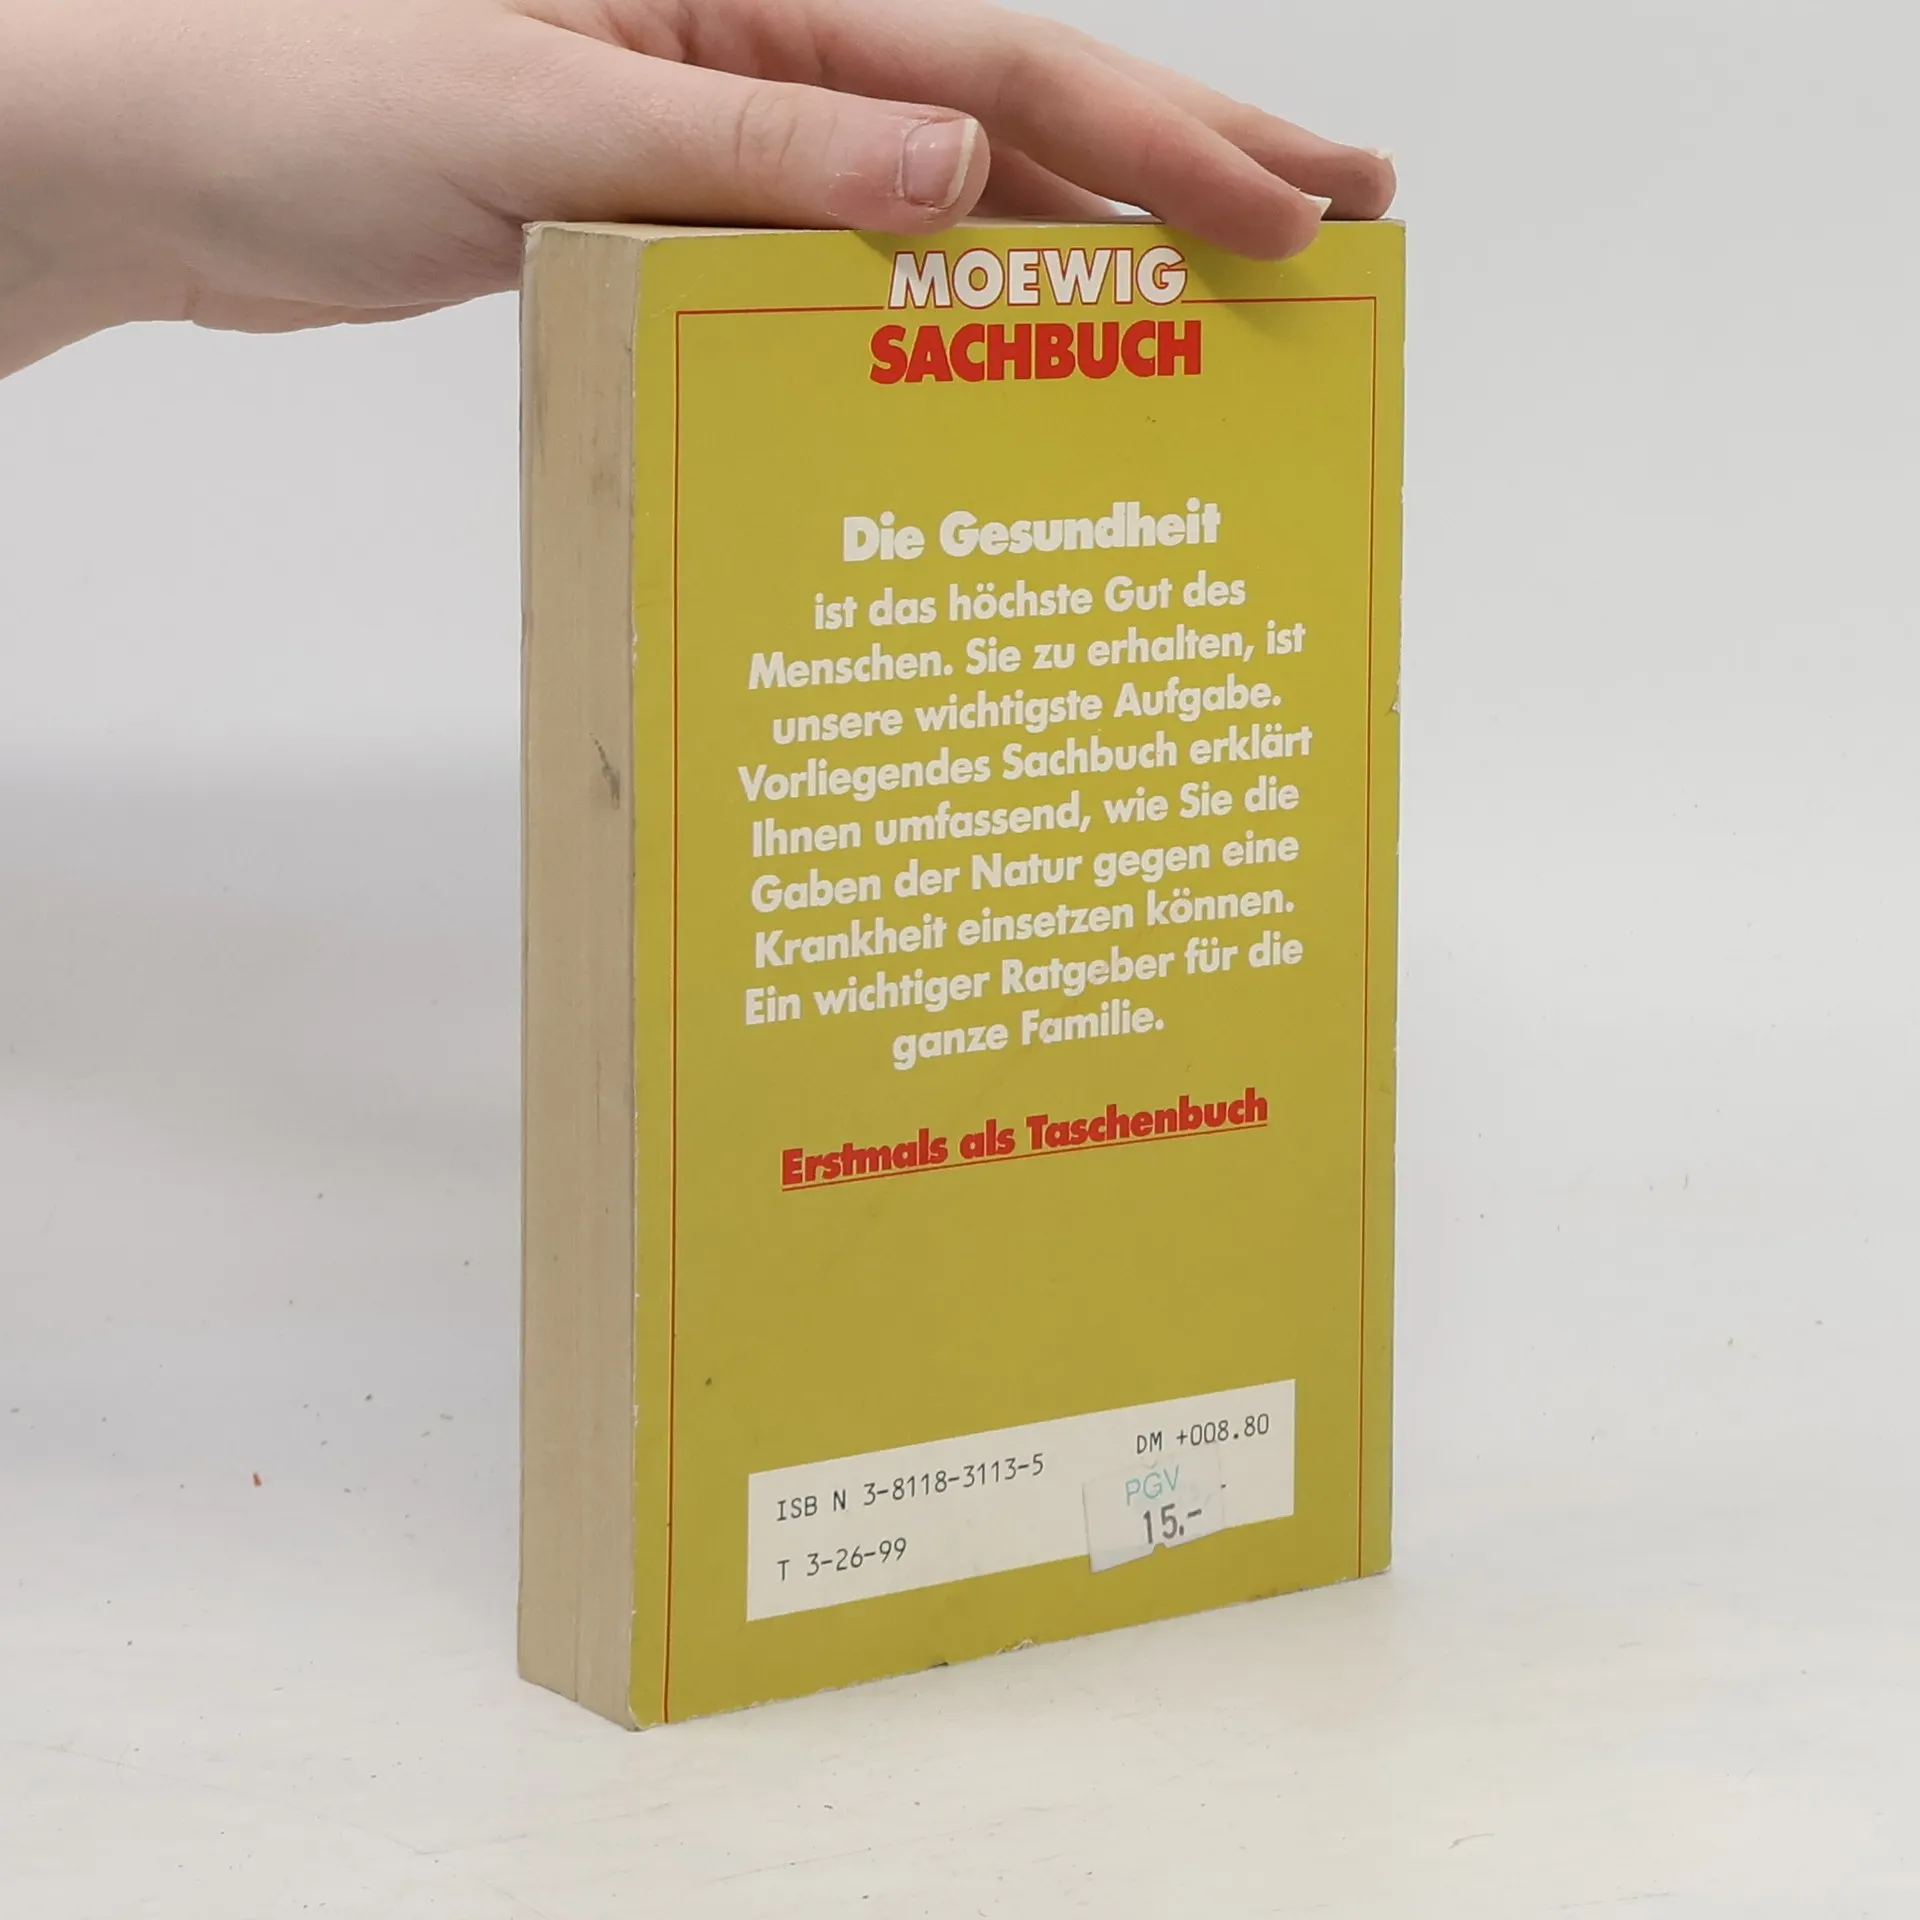 MOEWIG
SACHBUCH
Die Gesundheit
ist das höchste Gut des
Menschen. Sie zu erhalten, ist
unsere wichtigste Aufgabe.
Vorliegendes Sachbuch erklärt
Ihnen umfassend, wie Sie die
Gaben der Natur gegen eine
Krankheit einsetzen können.
Ein wichtiger Ratgeber für die
ganze Familie.
Erstmals als Taschenbuch
DM +008.80
ISB N 3-8118-3113-5
PGV
15.-
T 3-26-99